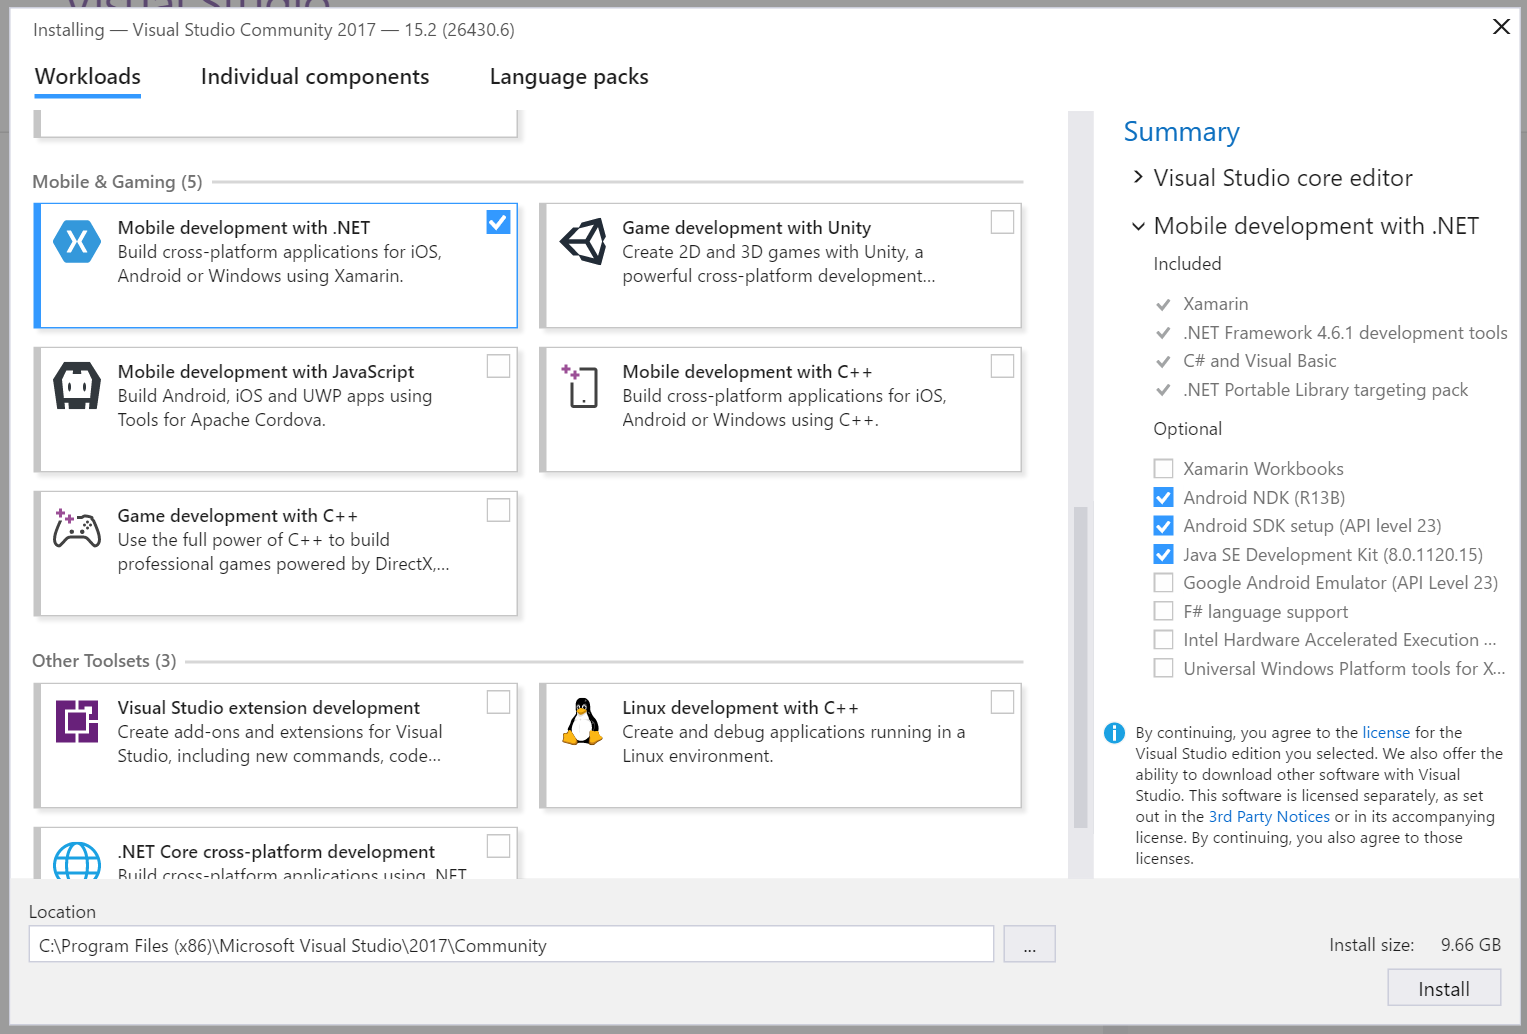 Visual Studio
Installing — Visual Studio Community 2017 — 15.2 (26430.6)
Workloads
Individual components
Language packs
Mobile & Gaming (5)
Mobile development with .NET
Build cross-platform applications for iOS,
Android or Windows using Xamarin.
Game development with Unity
Create 2D and 3D games with Unity, a
powerful cross-platform development...
Mobile development with JavaScript
Build Android, iOS and UWP apps using
Tools for Apache Cordova.
Mobile development with C++
Build cross-platform applications for iOS,
Android or Windows using C++.
Game development with C++
Use the full power of C++ to build
professional games powered by DirectX,...
Other Toolsets (3)
Visual Studio extension development
Create add-ons and extensions for Visual
Studio, including new commands, code...
Linux development with C++
Create and debug applications running in a
Linux environment.
.NET Core cross-platform development
Build cross-platform applications using .NET
Summary
Visual Studio core editor
Mobile development with .NET
Included
Xamarin
.NET Framework 4.6.1 development tools
C# and Visual Basic
.NET Portable Library targeting pack
Optional
Xamarin Workbooks
Android NDK (R13B)
Android SDK setup (API level 23)
Java SE Development Kit (8.0.1120.15)
Google Android Emulator (API Level 23)
F# language support
Intel Hardware Accelerated Execution ...
Universal Windows Platform tools for X...
By continuing, you agree to the license for the
Visual Studio edition you selected. We also offer the
ability to download other software with Visual
Studio. This software is licensed separately, as set
out in the 3rd Party Notices or in its accompanying
license. By continuing, you also agree to those
licenses.
Location
C:\Program Files (x86)\Microsoft Visual Studio\2017\Community
...
Install size: 9.66 GB
Install